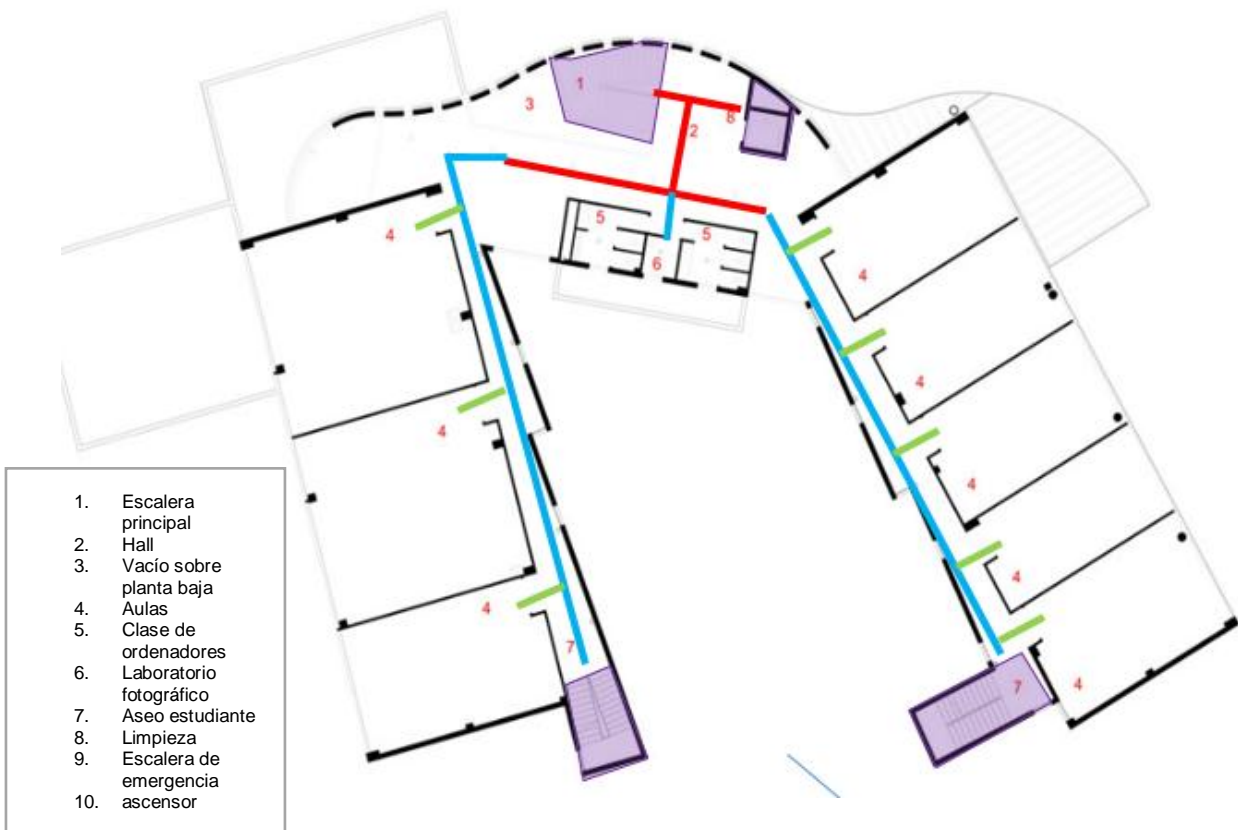 1
3
8
2
5
5
6
4
4
4
4
4
4
4
4
7
7
4
1. Escalera
principal
2. Hall
3. Vacío sobre
planta baja
4. Aulas
5. Clase de
ordenadores
6. Laboratorio
fotográfico
7. Aseo estudiante
8. Limpieza
9. Escalera de
emergencia
10. ascensor